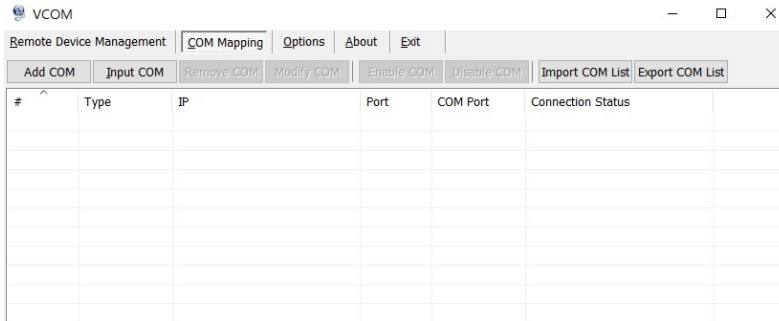 VCOM
Remote Device Management COM Mapping Options About Exit
Add COM Input COM Remove COM Modify COM Enable COM Disable COM Import COM List Export COM List
# Type IP Port COM Port Connection Status